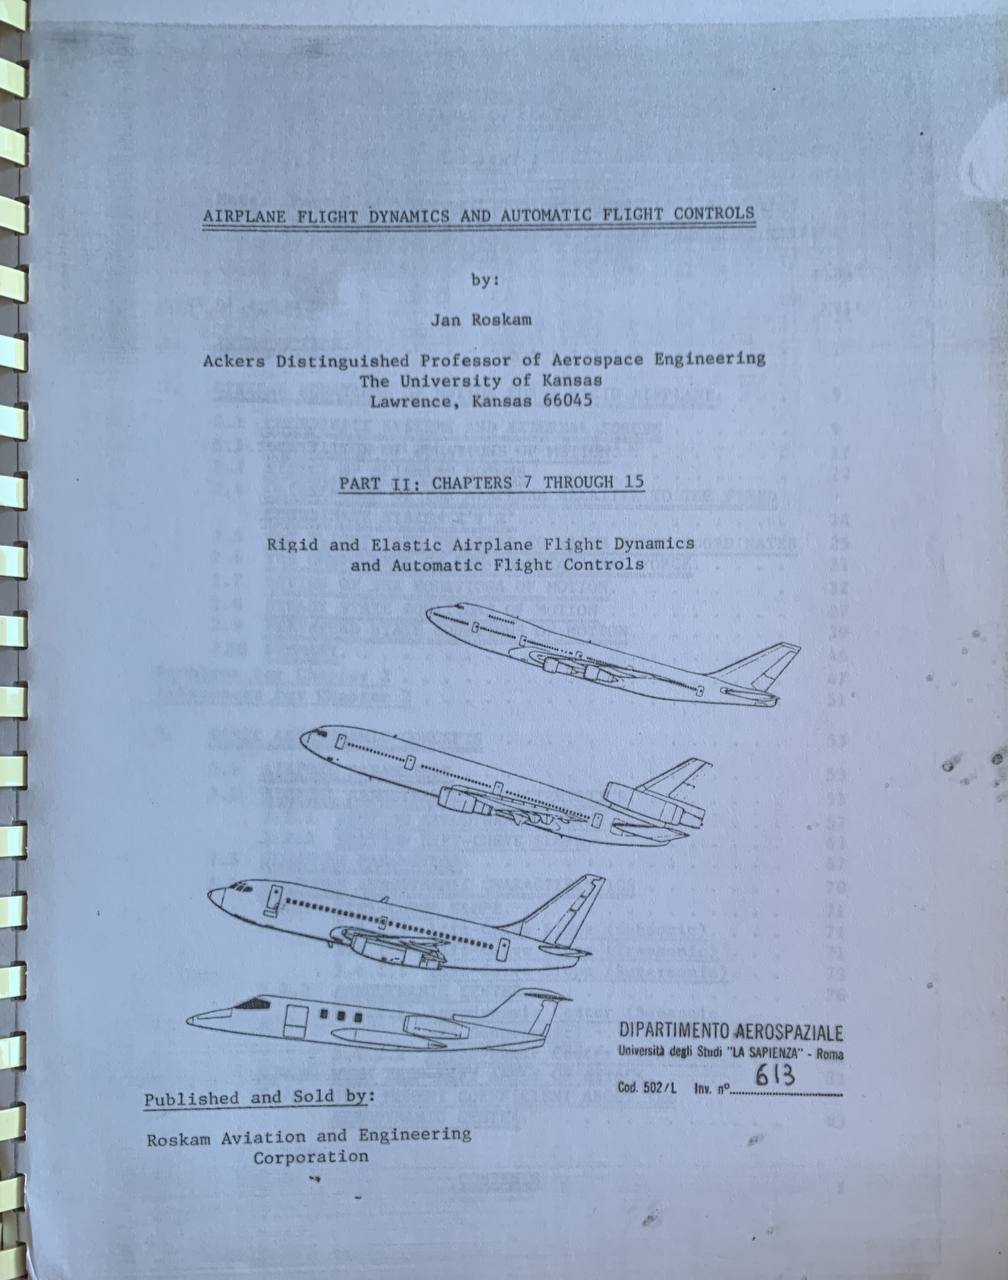 AIRPLANE FLIGHT DYNAMICS AND AUTOMATIC FLIGHT CONTROLS
by:
Jan Roskam
Ackers Distinguished Professor of Aerospace Engineering
The University of Kansas
Lawrence, Kansas 66045
PART II: CHAPTERS 7 THROUGH 15
Rigid and Elastic Airplane Flight Dynamics
and Automatic Flight Controls
DIPARTIMENTO AEROSPAZIALE
Università degli Studi "LA SAPIENZA" - Roma
Cod. 502/L Inv. nº 613
Published and Sold by:
Roskam Aviation and Engineering
Corporation